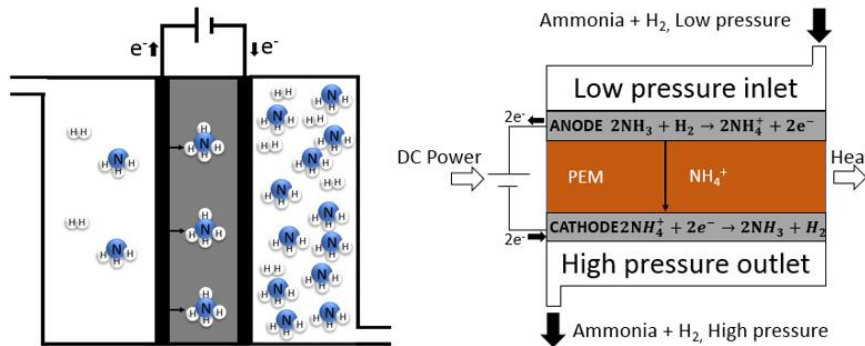 e⁻ e⁻
H H
H H
N
H H H
N
H H H
H
N
H H H
H
N
H H H
H
N
H H H
H H
H H
H H
H H
H H
N
H H H
N
H H H
N
H H H
N
H H H
N
H H H
N
H H H
N
H H H
N
H H H
N
H H H
N
H H H
N
H H H
Ammonia + H₂, Low pressure
Low pressure inlet
2e⁻
ANODE 2NH₃ + H₂ → 2NH₄⁺ + 2e⁻
DC Power
PEM NH₄⁺
Hea
CATHODE 2NH₄⁺ + 2e⁻ → 2NH₃ + H₂
2e⁻
High pressure outlet
Ammonia + H₂, High pressure